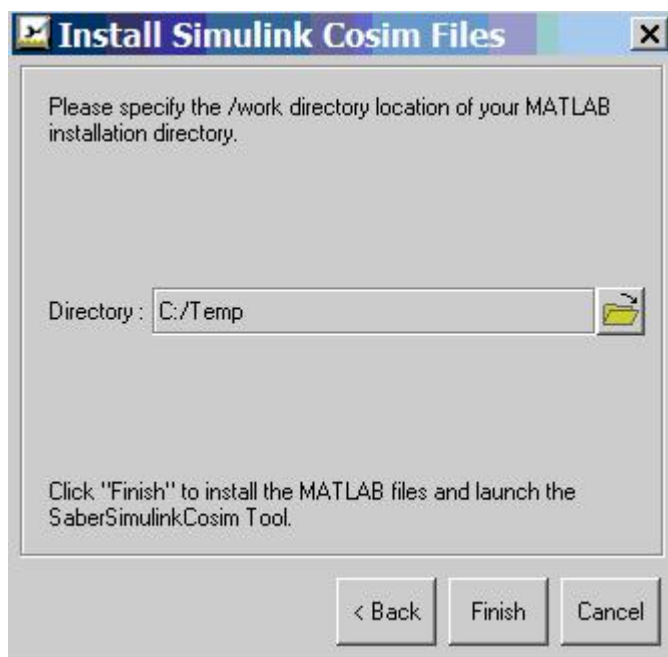 Install Simulink Cosim Files
Please specify the /work directory location of your MATLAB
installation directory.
Directory : C:/Temp
Click "Finish" to install the MATLAB files and launch the
SaberSimulinkCosim Tool.
< Back Finish Cancel